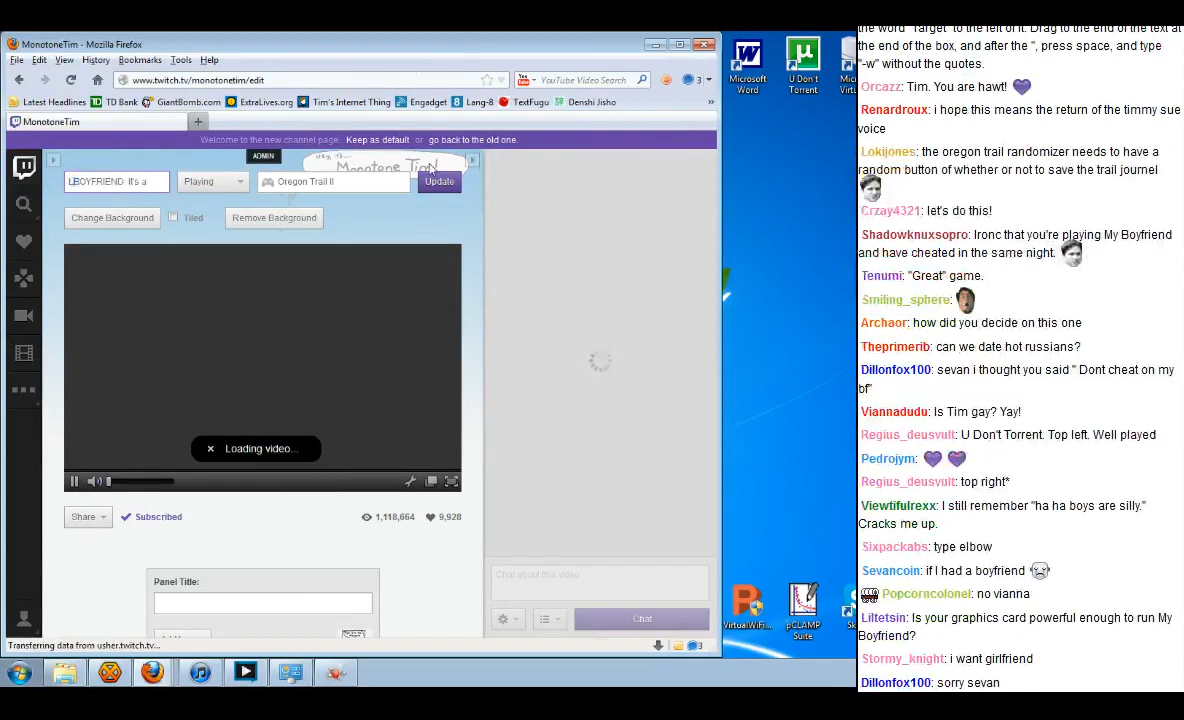 MonotoneTim - Mozilla Firefox
File Edit View History Bookmarks Tools Help
www.twitch.tv/monotonetim/edit
YouTube Video Search
3
Latest Headlines TD Bank GiantBomb.com ExtraLives.org Tim's Internet Thing Engadget Lang-8 TextFugu Denshi Jisho
MonotoneTim
Welcome to the new channel page. Keep as default or go back to the old one.
ADMIN
Hey, it's...
Monotone Tim!
BOYFRIEND It's a
Playing
Oregon Trail II
Update
Change Background
Tiled
Remove Background
Loading video...
Share
Subscribed
1,118,664
9,928
Panel Title:
Chat about this video
Chat
Transferring data from usher.twitch.tv...
3
Microsoft
Word
U Don't
Torrent
VirtualWiFi...
pCLAMP
Suite
the word "Target" to the left of it. Drag to the end of the text at
the end of the box, and after the ", press space, and type
"-w" without the quotes.
Orcazz: Tim. You are hawt!
Renardroux: i hope this means the return of the timmy sue
voice
Lokijones: the oregon trail randomizer needs to have a
random button of whether or not to save the trail journel
Crzay4321: let's do this!
Shadowknuxsopro: Ironc that you're playing My Boyfriend
and have cheated in the same night.
Tenumi: "Great" game.
Smiling_sphere:
Archaor: how did you decide on this one
Theprimerib: can we date hot russians?
Dillonfox100: sevan i thought you said " Dont cheat on my
bf"
Viannadudu: Is Tim gay? Yay!
Regius_deusvult: U Don't Torrent. Top left. Well played
Pedrojym:
Regius_deusvult: top right*
Viewtifulrexx: I still remember "ha ha boys are silly."
Cracks me up.
Sixpackabs: type elbow
Sevancoin: if I had a boyfriend
Popcorncolonel: no vianna
Liltetsin: Is your graphics card powerful enough to run My
Boyfriend?
Stormy_knight: i want girlfriend
Dillonfox100: sorry sevan